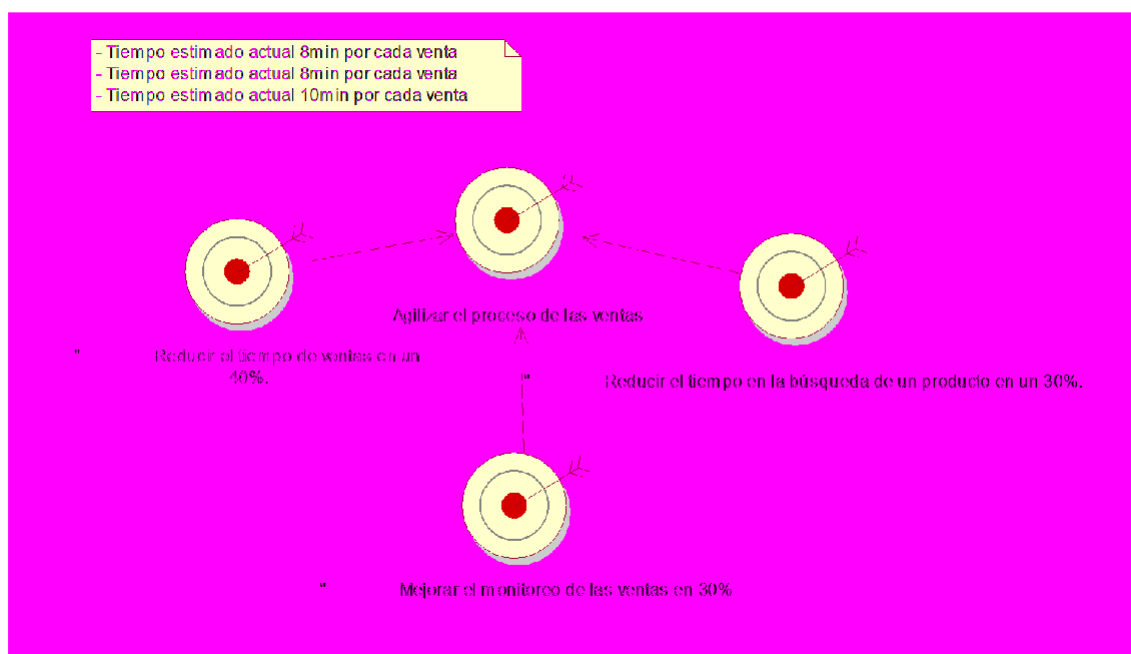 - Tiempo estimado actual 8min por cada venta
- Tiempo estimado actual 8min por cada venta
- Tiempo estimado actual 10min por cada venta
Agilizar el proceso de las ventas
" Reducir el tiempo de ventas en un
40%.
" Reducir el tiempo en la búsqueda de un producto en un 30%.
" Mejorar el monitoreo de las ventas en 30%